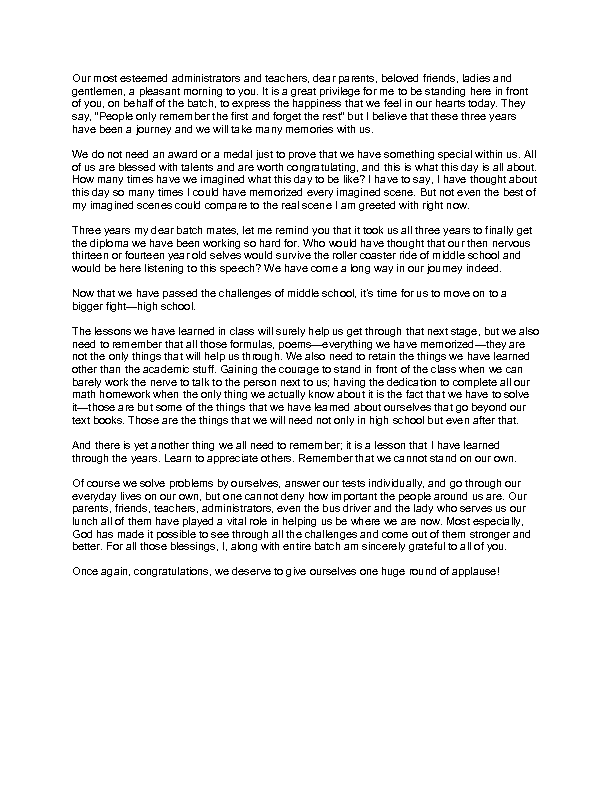 Our most esteemed administrators and teachers, dear parents, beloved friends, ladies and
gentlemen, a pleasant morning to you. It is a great privilege for me to be standing here in front
of you, on behalf of the batch, to express the happiness that we feel in our hearts today. They
say, "People only remember the first and forget the rest" but I believe that these three years
have been a journey and we will take many memories with us.
We do not need an award or a medal just to prove that we have something special within us. All
of us are blessed with talents and are worth congratulating, and this is what this day is all about.
How many times have we imagined what this day to be like? I have to say, I have thought about
this day so many times I could have memorized every imagined scene. But not even the best of
my imagined scenes could compare to the real scene I am greeted with right now.
Three years my dear batch mates, let me remind you that it took us all three years to finally get
the diploma we have been working so hard for. Who would have thought that our then nervous
thirteen or fourteen year old selves would survive the roller coaster ride of middle school and
would be here listening to this speech? We have come a long way in our journey indeed.
Now that we have passed the challenges of middle school, it's time for us to move on to a
bigger fight—high school.
The lessons we have learned in class will surely help us get through that next stage, but we also
need to remember that all those formulas, poems—everything we have memorized—they are
not the only things that will help us through. We also need to retain the things we have learned
other than the academic stuff. Gaining the courage to stand in front of the class when we can
barely work the nerve to talk to the person next to us; having the dedication to complete all our
math homework when the only thing we actually know about it is the fact that we have to solve
it—those are but some of the things that we have learned about ourselves that go beyond our
text books. Those are the things that we will need not only in high school but even after that.
And there is yet another thing we all need to remember; it is a lesson that I have learned
through the years. Learn to appreciate others. Remember that we cannot stand on our own.
Of course we solve problems by ourselves, answer our tests individually, and go through our
everyday lives on our own, but one cannot deny how important the people around us are. Our
parents, friends, teachers, administrators, even the bus driver and the lady who serves us our
lunch all of them have played a vital role in helping us be where we are now. Most especially,
God has made it possible to see through all the challenges and come out of them stronger and
better. For all those blessings, I, along with entire batch am sincerely grateful to all of you.
Once again, congratulations, we deserve to give ourselves one huge round of applause!